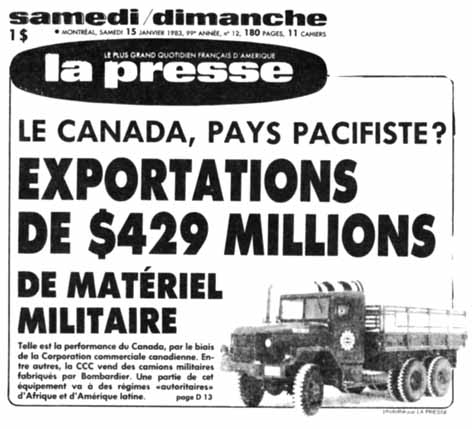 samedi/dimanche
1$
• MONTRÉAL, SAMEDI 15 JANVIER 1983, 99e ANNÉE, n° 12, 180 PAGES, 11 CAHIERS
LE PLUS GRAND QUOTIDIEN FRANÇAIS D'AMÉRIQUE
la presse
LE CANADA, PAYS PACIFISTE?
EXPORTATIONS
DE $429 MILLIONS
DE MATÉRIEL
MILITAIRE
Telle est la performance du Canada, par le biais
de la Corporation commerciale canadienne. En-
tre autres, la CCC vend des camions militaires
fabriqués par Bombardier. Une partie de cet
équipement va à des régimes «autoritaires»
d'Afrique et d'Amérique latine. page D 13
LA PRESSE